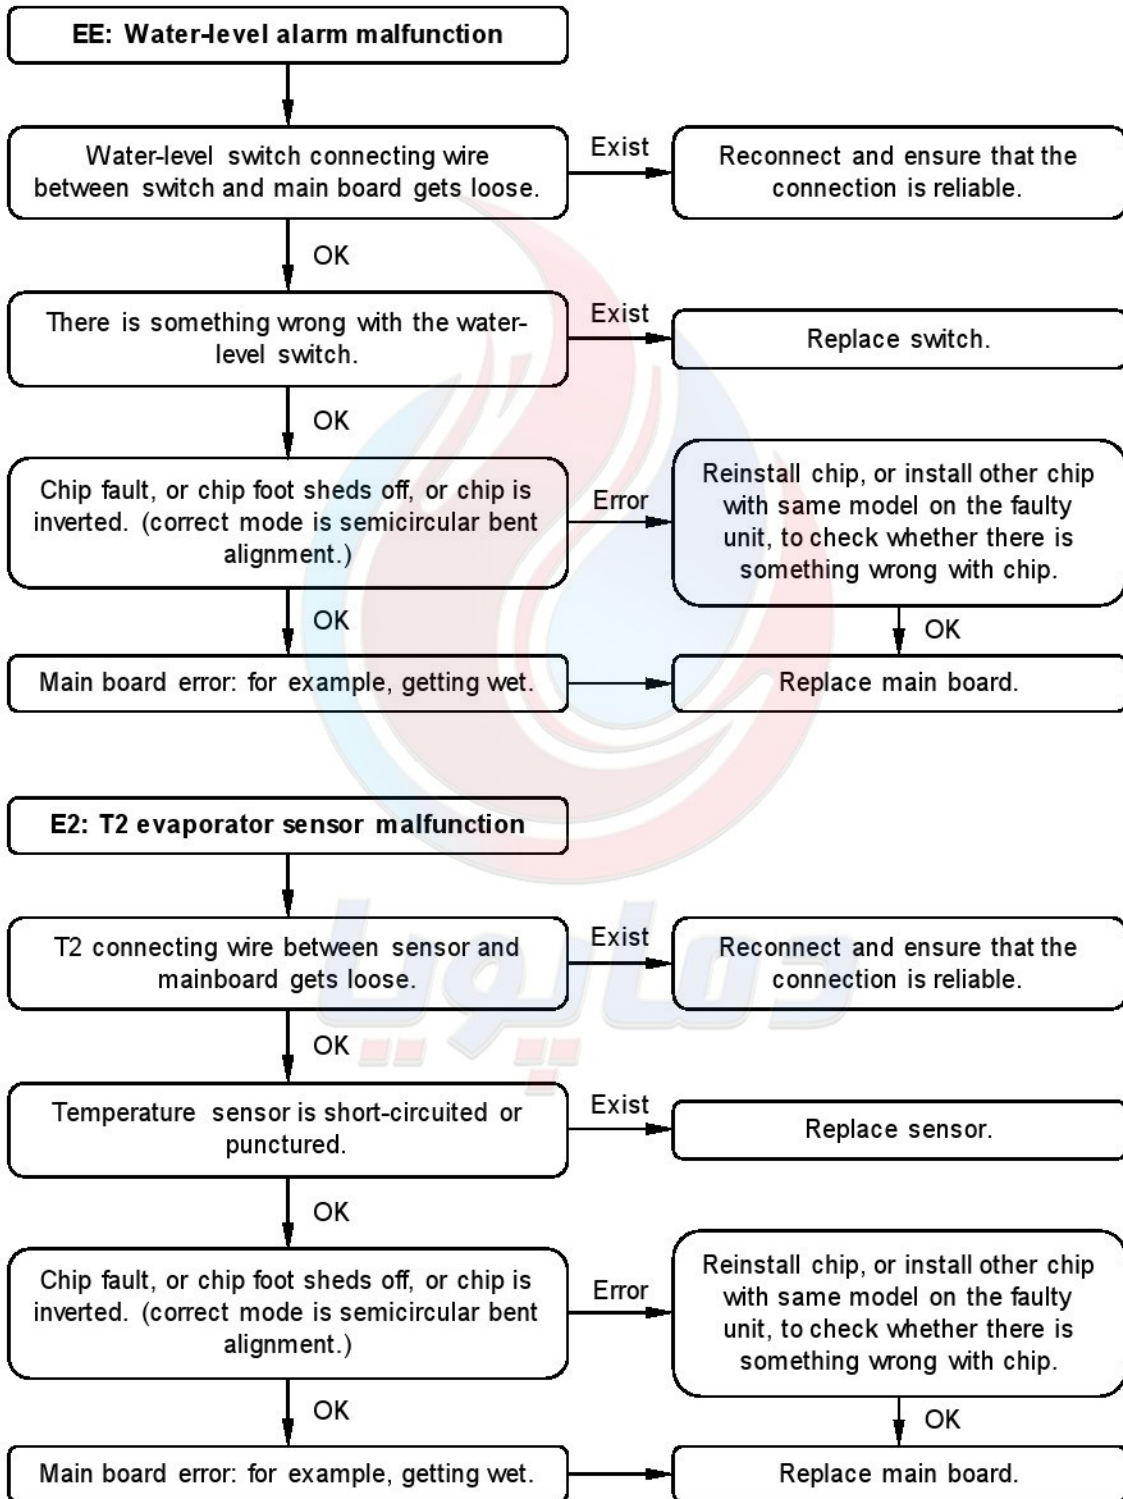 EE: Water-level alarm malfunction
Water-level switch connecting wire
between switch and main board gets loose.
Exist
Reconnect and ensure that the
connection is reliable.
OK
There is something wrong with the water-
level switch.
Exist
Replace switch.
OK
Chip fault, or chip foot sheds off, or chip is
inverted. (correct mode is semicircular bent
alignment.)
Error
Reinstall chip, or install other chip
with same model on the faulty
unit, to check whether there is
something wrong with chip.
OK
OK
Main board error: for example, getting wet.
Replace main board.
E2: T2 evaporator sensor malfunction
T2 connecting wire between sensor and
mainboard gets loose.
Exist
Reconnect and ensure that the
connection is reliable.
دماپویا
OK
Temperature sensor is short-circuited or
punctured.
Exist
Replace sensor.
OK
Chip fault, or chip foot sheds off, or chip is
inverted. (correct mode is semicircular bent
alignment.)
Error
Reinstall chip, or install other chip
with same model on the faulty
unit, to check whether there is
something wrong with chip.
OK
OK
Main board error: for example, getting wet.
Replace main board.